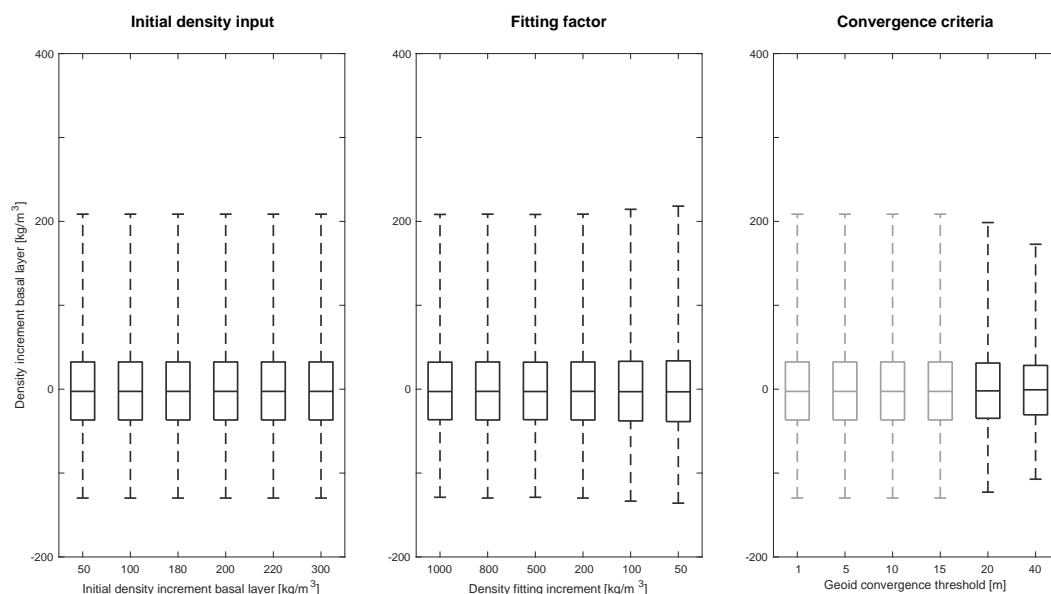 Initial density input
Fitting factor
Convergence criteria
Density increment basal layer [kg/m³]
400
200
0
-200
50 100 180 200 220 300
Initial density increment basal layer [kg/m³]
400
200
0
-200
1000 800 500 200 100 50
Density fitting increment [kg/m³]
400
200
0
-200
1 5 10 15 20 40
Geoid convergence threshold [m]